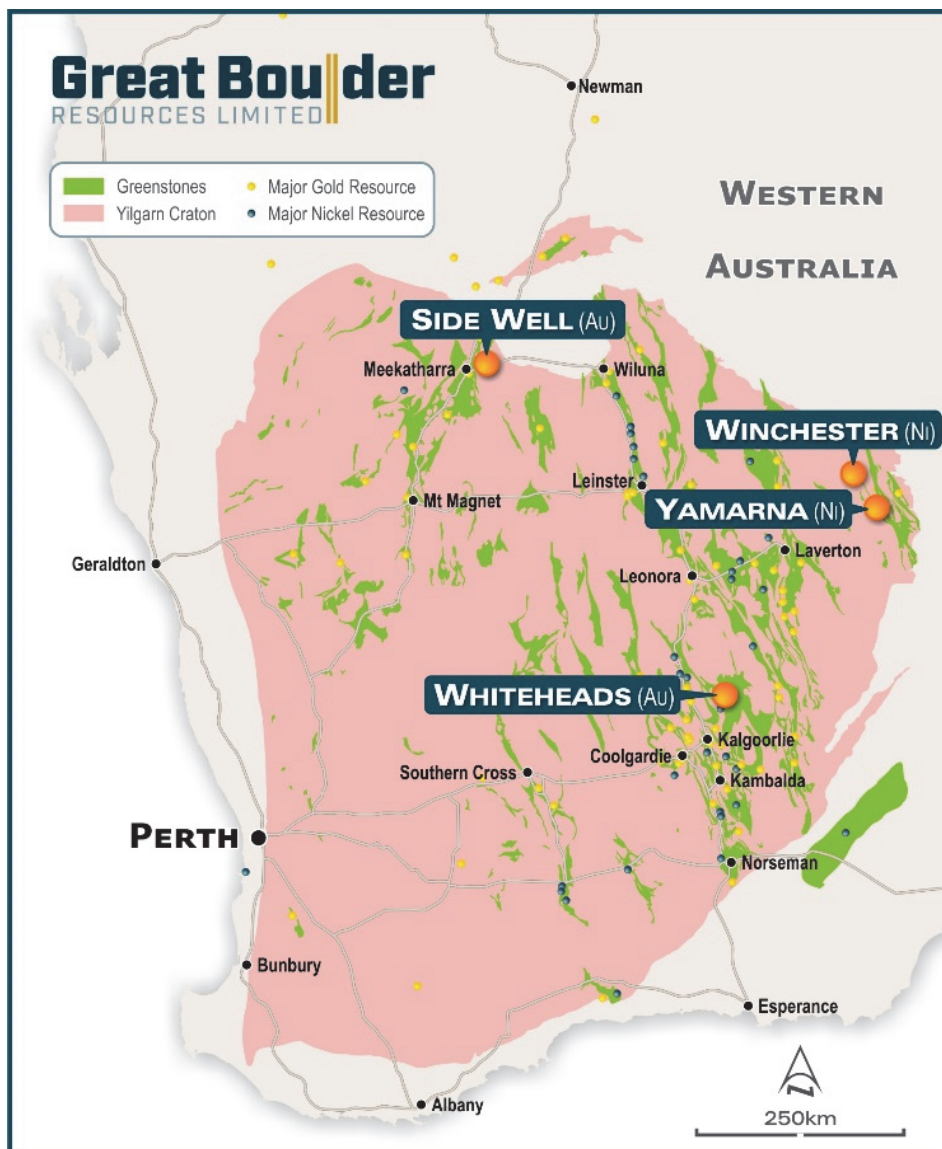 Great Boulder
RESOURCES LIMITED
Newman
Greenstones
Major Gold Resource
Yilgarn Craton
Major Nickel Resource
WESTERN
AUSTRALIA
SIDE WELL (AU)
Meekatharra
Wiluna
WINCHESTER (NI)
Leinster
Mt Magnet
YAMARNA (NI)
Geraldton
Laverton
Leonora
WHITEHEADS (AU)
Kalgoorlie
Coolgardie
Southern Cross
Kambalda
PERTH
Norseman
Bunbury
Esperance
Albany
N
250km